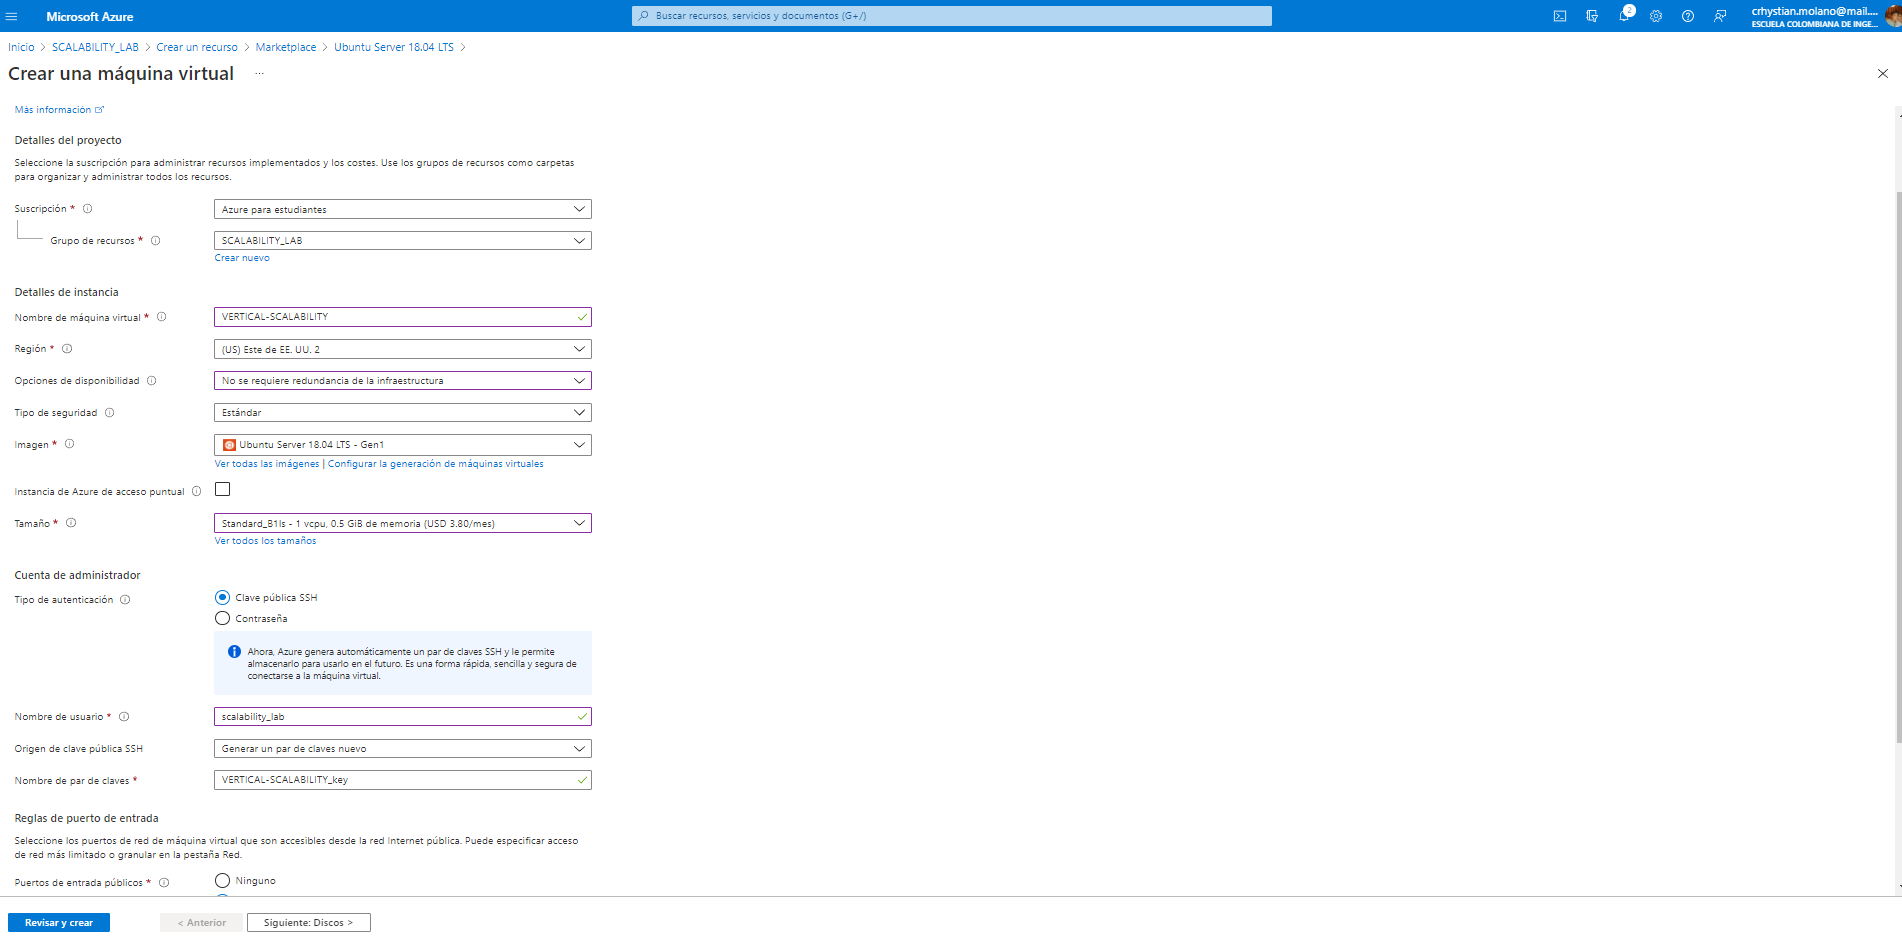 Microsoft Azure
Buscar recursos, servicios y documentos (G+/)
2
crhystian.molano@mail....
ESCUELA COLOMBIANA DE INGE...
Inicio > SCALABILITY_LAB > Crear un recurso > Marketplace > Ubuntu Server 18.04 LTS >
Crear una máquina virtual ...
Más información
Detalles del proyecto
Seleccione la suscripción para administrar recursos implementados y los costes. Use los grupos de recursos como carpetas
para organizar y administrar todos los recursos.
Suscripción *
Azure para estudiantes
Grupo de recursos *
SCALABILITY_LAB
Crear nuevo
Detalles de instancia
Nombre de máquina virtual *
VERTICAL-SCALABILITY
Región *
(US) Este de EE. UU. 2
Opciones de disponibilidad
No se requiere redundancia de la infraestructura
Tipo de seguridad
Estándar
Imagen *
Ubuntu Server 18.04 LTS - Gen1
Ver todas las imágenes | Configurar la generación de máquinas virtuales
Instancia de Azure de acceso puntual
Tamaño *
Standard_B1ls - 1 vcpu, 0.5 GiB de memoria (USD 3.80/mes)
Ver todos los tamaños
Cuenta de administrador
Tipo de autenticación
Clave pública SSH
Contraseña
Ahora, Azure genera automáticamente un par de claves SSH y le permite
almacenarlo para usarlo en el futuro. Es una forma rápida, sencilla y segura de
conectarse a la máquina virtual.
Nombre de usuario *
scalability_lab
Origen de clave pública SSH
Generar un par de claves nuevo
Nombre de par de claves *
VERTICAL-SCALABILITY_key
Reglas de puerto de entrada
Seleccione los puertos de red de máquina virtual que son accesibles desde la red Internet pública. Puede especificar acceso
de red más limitado o granular en la pestaña Red.
Puertos de entrada públicos *
Ninguno
Revisar y crear
< Anterior
Siguiente: Discos >